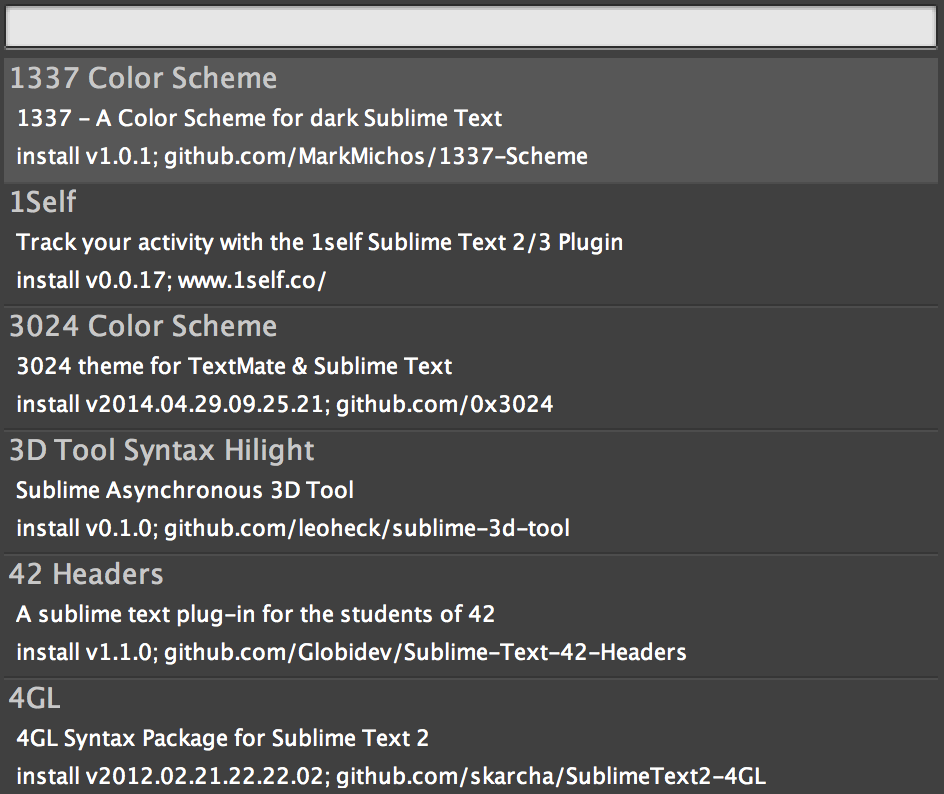 1337 Color Scheme
1337 - A Color Scheme for dark Sublime Text
install v1.0.1; github.com/MarkMichos/1337-Scheme
1Self
Track your activity with the 1self Sublime Text 2/3 Plugin
install v0.0.17; www.1self.co/
3024 Color Scheme
3024 theme for TextMate & Sublime Text
install v2014.04.29.09.25.21; github.com/0x3024
3D Tool Syntax Hilight
Sublime Asynchronous 3D Tool
install v0.1.0; github.com/leoheck/sublime-3d-tool
42 Headers
A sublime text plug-in for the students of 42
install v1.1.0; github.com/Globidev/Sublime-Text-42-Headers
4GL
4GL Syntax Package for Sublime Text 2
install v2012.02.21.22.22.02; github.com/skarcha/SublimeText2-4GL